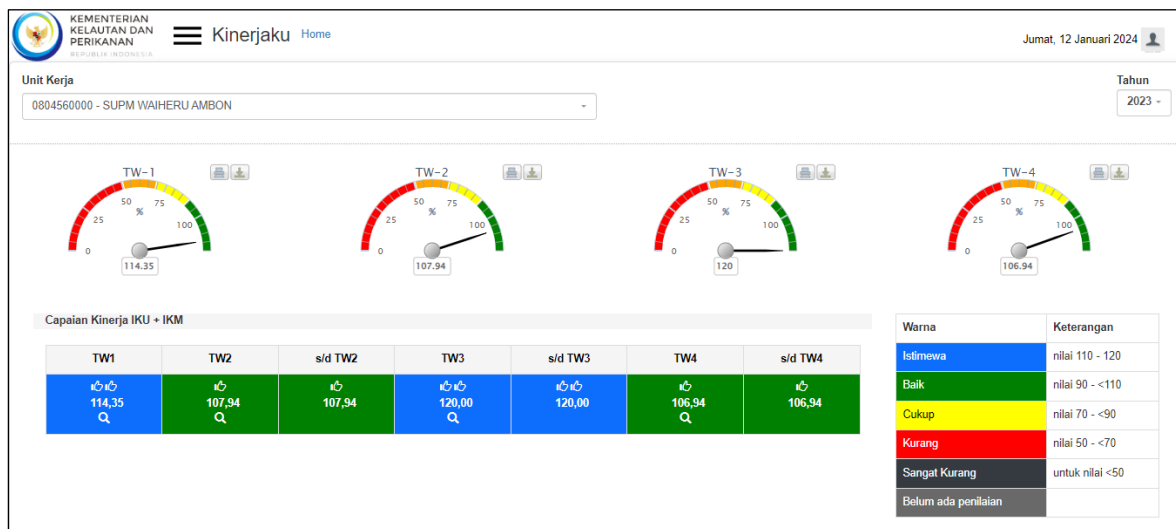 KEMENTERIAN
KELAUTAN DAN
PERIKANAN
REPUBLIK INDONESIA
Kinerjaku Home
Jumat, 12 Januari 2024
Unit Kerja
Tahun
0804560000 - SUPM WAIHERU AMBON
2023
TW-1
0 25 50 75 100
%
114.35
TW-2
0 25 50 75 100
%
107.94
TW-3
0 25 50 75 100
%
120
TW-4
0 25 50 75 100
%
106.94
Capaian Kinerja IKU + IKM
TW1 TW2 s/d TW2 TW3 s/d TW3 TW4 s/d TW4
114,35 107,94 107,94 120,00 120,00 106,94 106,94
Warna Keterangan
Istimewa nilai 110 - 120
Baik nilai 90 - <110
Cukup nilai 70 - <90
Kurang nilai 50 - <70
Sangat Kurang untuk nilai <50
Belum ada penilaian